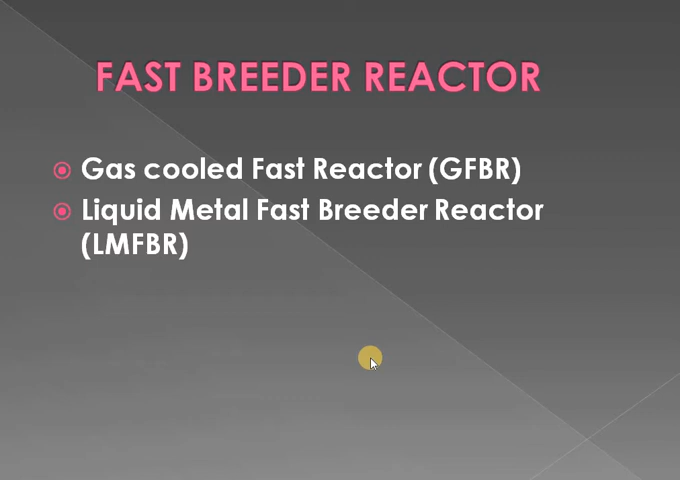 FAST BREEDER REACTOR
Gas cooled Fast Reactor (GFBR)
Liquid Metal Fast Breeder Reactor
(LMFBR)